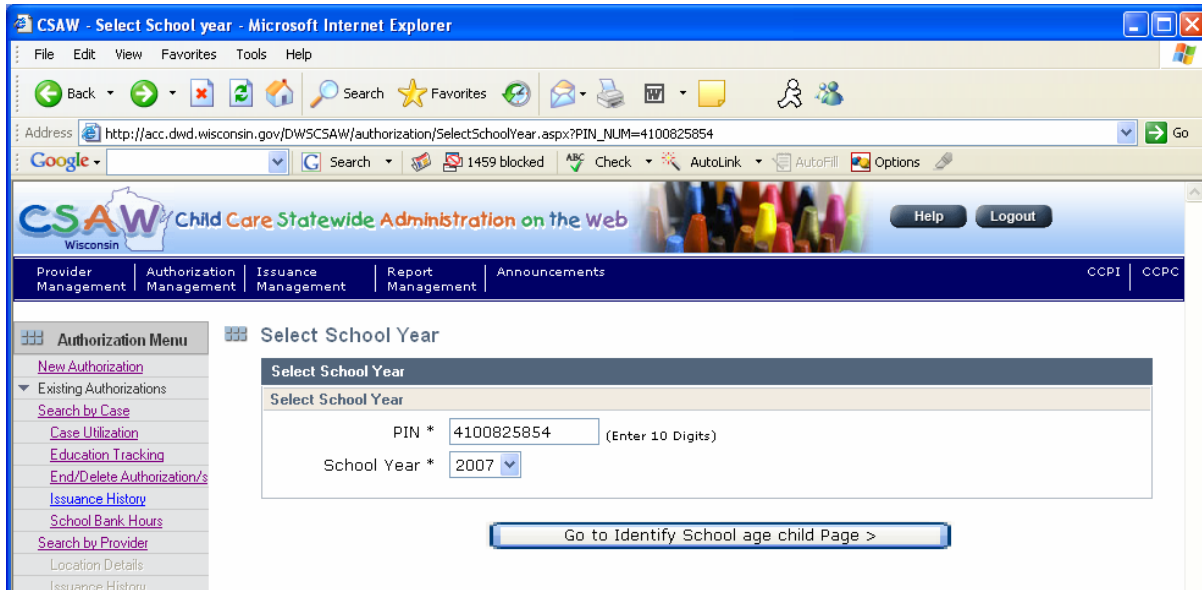 CSAW - Select School year - Microsoft Internet Explorer
File Edit View Favorites Tools Help
Back Search Favorites
Address http://acc.dwd.wisconsin.gov/DWSCSAW/authorization/SelectSchoolYear.aspx?PIN_NUM=4100825854 Go
Google Search 1459 blocked ABC Check AutoLink AutoFill Options
CSAW Child Care Statewide Administration on the Web Help Logout
Wisconsin
Provider Authorization Issuance Report Announcements CCPI CCPC
Management Management Management Management
Authorization Menu
Select School Year
New Authorization
Existing Authorizations
Search by Case
Case Utilization
Education Tracking
End/Delete Authorization/s
Issuance History
School Bank Hours
Search by Provider
Location Details
Issuance History
Select School Year
Select School Year
PIN * 4100825854 (Enter 10 Digits)
School Year * 2007
Go to Identify School age child Page >